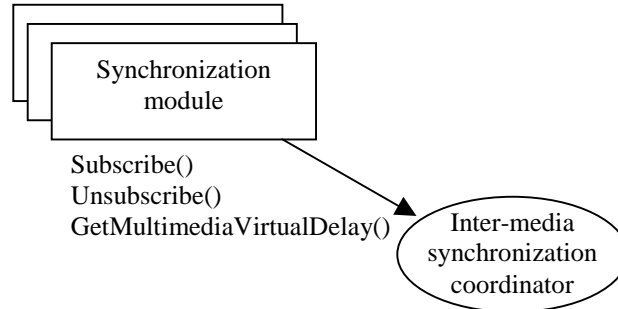 Synchronization
module
Subscribe()
Unsubscribe()
GetMultimediaVirtualDelay()
Inter-media
synchronization
coordinator